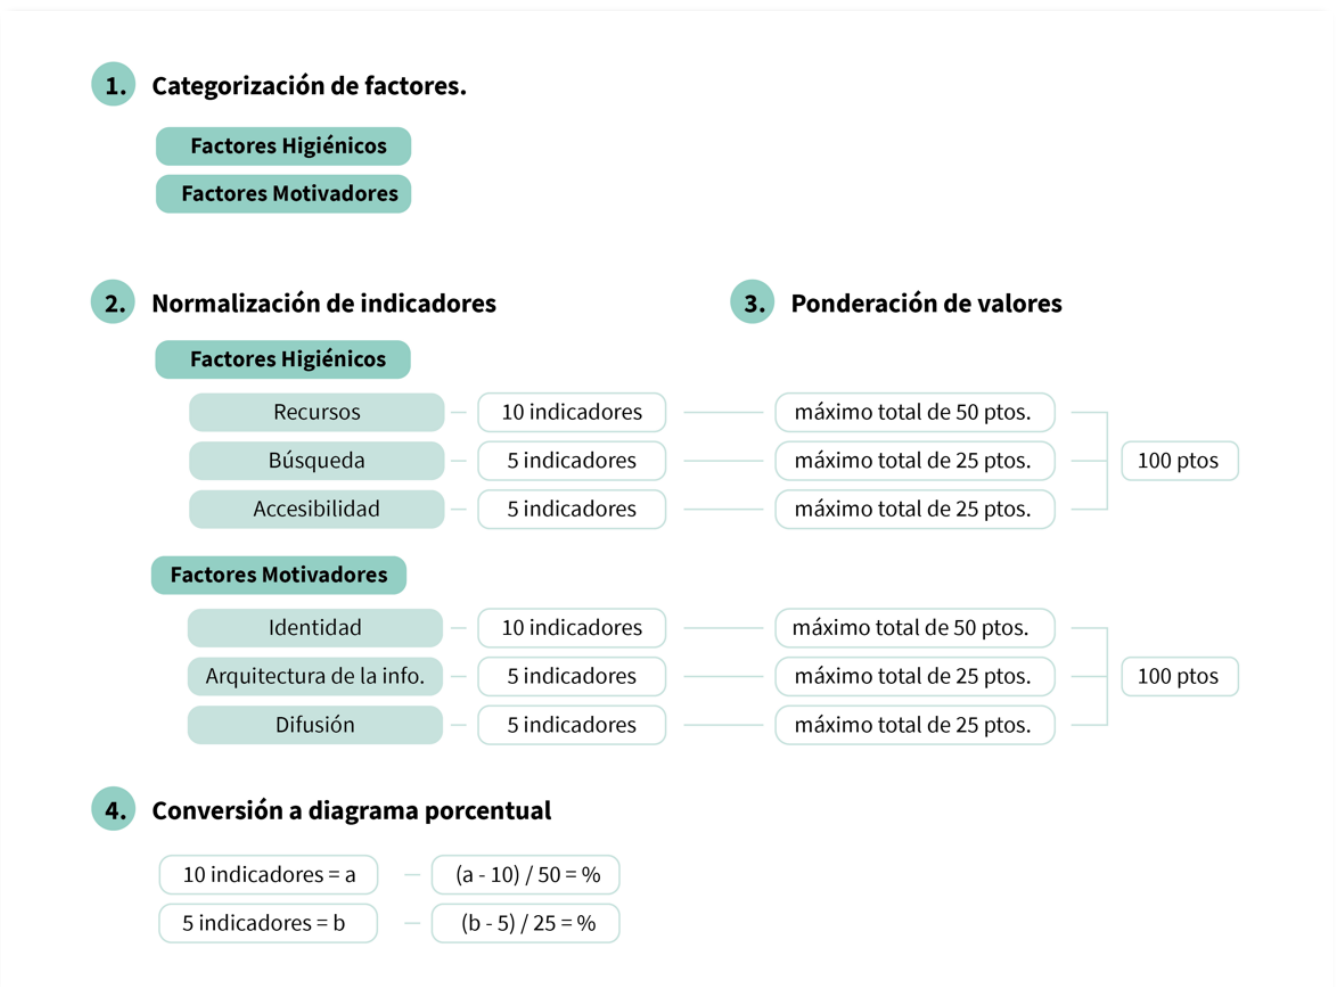 1. Categorización de factores.
Factores Higiénicos
Factores Motivadores
2. Normalización de indicadores
3. Ponderación de valores
Factores Higiénicos
Recursos 10 indicadores máximo total de 50 ptos.
Búsqueda 5 indicadores máximo total de 25 ptos. 100 ptos
Accesibilidad 5 indicadores máximo total de 25 ptos.
Factores Motivadores
Identidad 10 indicadores máximo total de 50 ptos.
Arquitectura de la info. 5 indicadores máximo total de 25 ptos. 100 ptos
Difusión 5 indicadores máximo total de 25 ptos.
4. Conversión a diagrama porcentual
10 indicadores = a (a - 10) / 50 = %
5 indicadores = b (b - 5) / 25 = %